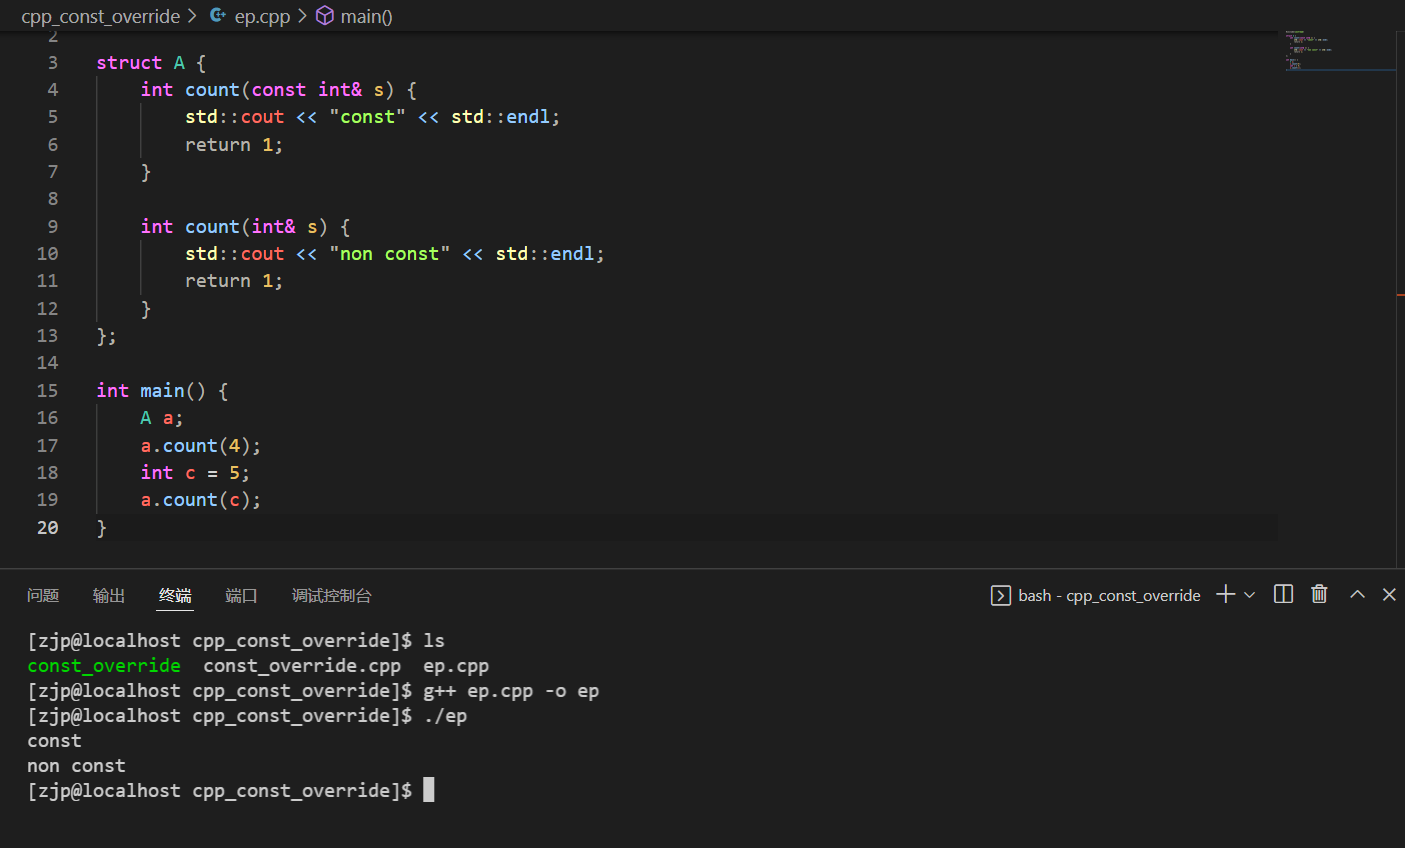 cpp_const_override > ep.cpp > main()
2
3 struct A {
4     int count(const int& s) {
5         std::cout << "const" << std::endl;
6         return 1;
7     }
8
9     int count(int& s) {
10         std::cout << "non const" << std::endl;
11         return 1;
12     }
13 };
14
15 int main() {
16     A a;
17     a.count(4);
18     int c = 5;
19     a.count(c);
20 }
问题 输出 终端 端口 调试控制台 bash - cpp_const_override
[zjp@localhost cpp_const_override]$ ls
const_override  const_override.cpp  ep.cpp
[zjp@localhost cpp_const_override]$ g++ ep.cpp -o ep
[zjp@localhost cpp_const_override]$ ./ep
const
non const
[zjp@localhost cpp_const_override]$